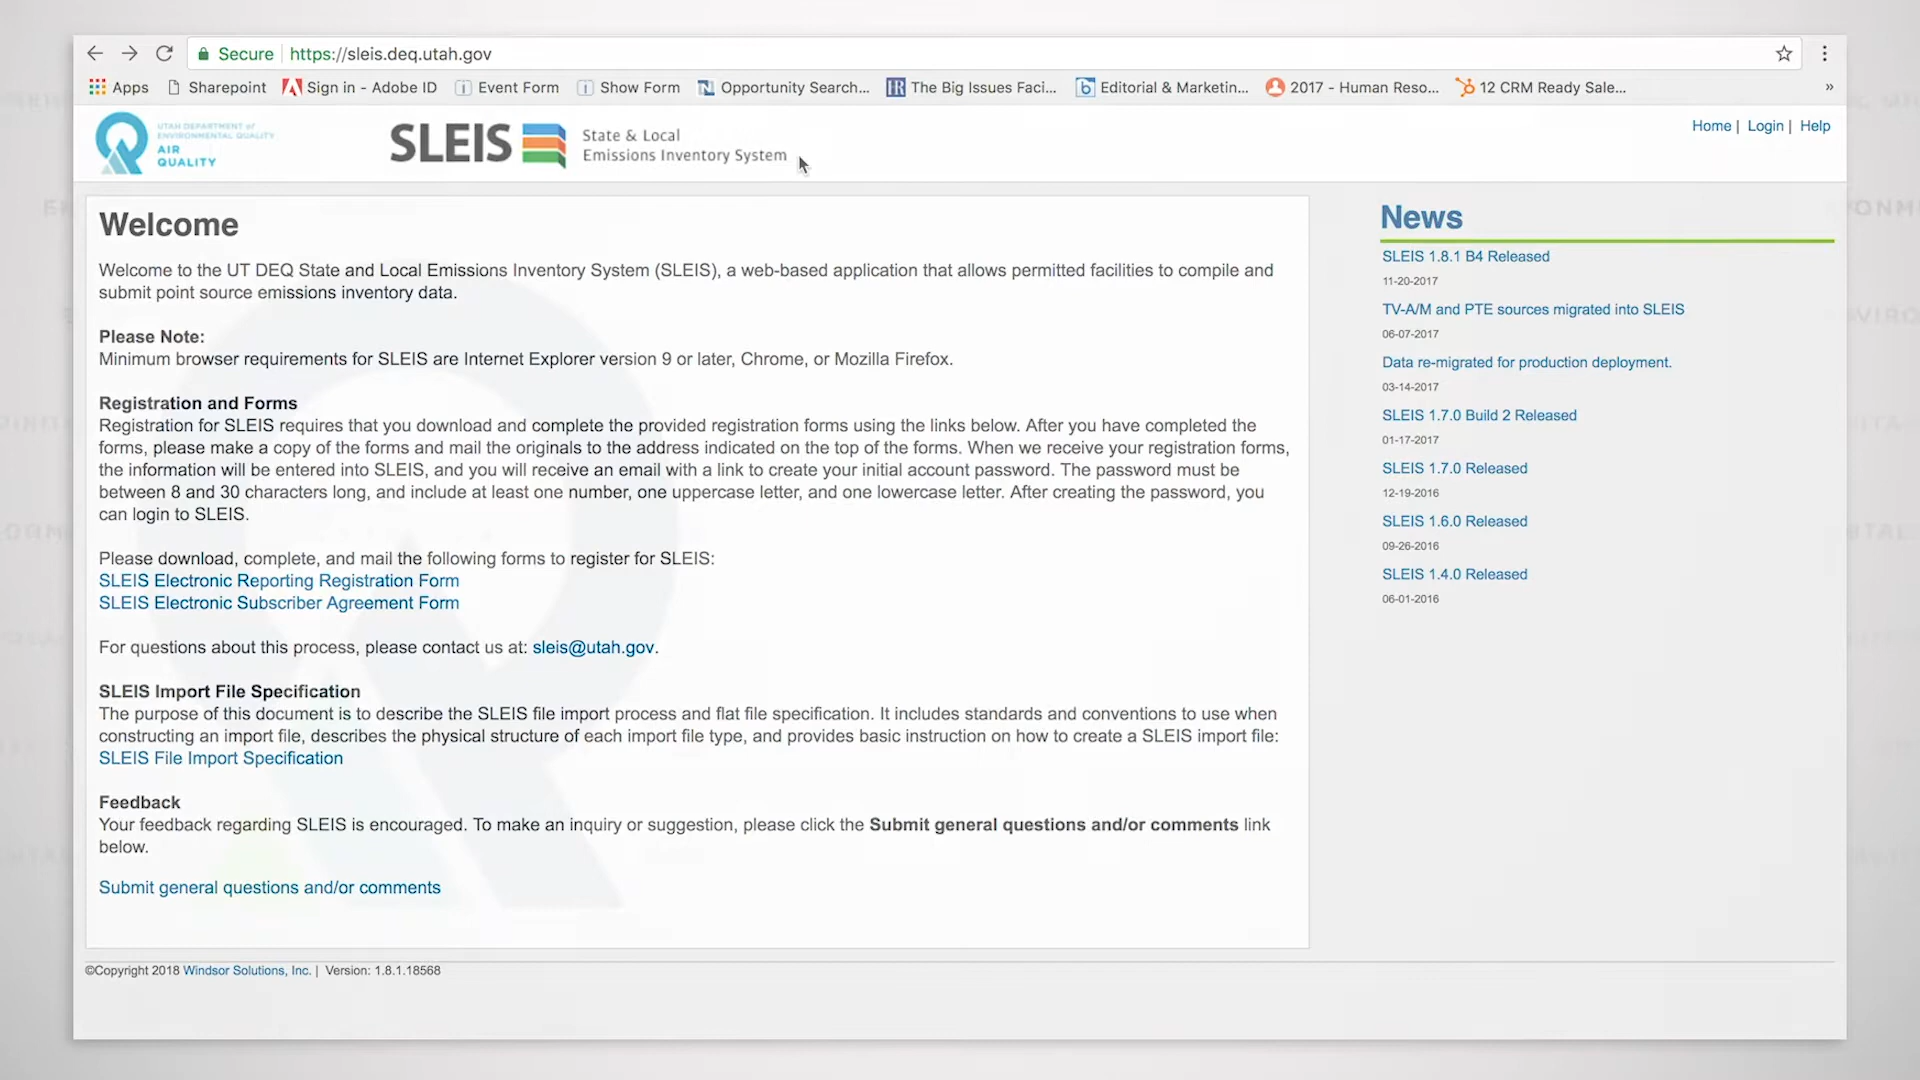 Secure https://sleis.deq.utah.gov
Apps Sharepoint Sign in - Adobe ID Event Form Show Form Opportunity Search... The Big Issues Faci... Editorial & Marketin... 2017 - Human Reso... 12 CRM Ready Sale... »
UTAH DEPARTMENT of
ENVIRONMENTAL QUALITY
AIR
QUALITY
SLEIS
State & Local
Emissions Inventory System
Home | Login | Help
Welcome
Welcome to the UT DEQ State and Local Emissions Inventory System (SLEIS), a web-based application that allows permitted facilities to compile and
submit point source emissions inventory data.
Please Note:
Minimum browser requirements for SLEIS are Internet Explorer version 9 or later, Chrome, or Mozilla Firefox.
Registration and Forms
Registration for SLEIS requires that you download and complete the provided registration forms using the links below. After you have completed the
forms, please make a copy of the forms and mail the originals to the address indicated on the top of the forms. When we receive your registration forms,
the information will be entered into SLEIS, and you will receive an email with a link to create your initial account password. The password must be
between 8 and 30 characters long, and include at least one number, one uppercase letter, and one lowercase letter. After creating the password, you
can login to SLEIS.
Please download, complete, and mail the following forms to register for SLEIS:
SLEIS Electronic Reporting Registration Form
SLEIS Electronic Subscriber Agreement Form
For questions about this process, please contact us at: sleis@utah.gov.
SLEIS Import File Specification
The purpose of this document is to describe the SLEIS file import process and flat file specification. It includes standards and conventions to use when
constructing an import file, describes the physical structure of each import file type, and provides basic instruction on how to create a SLEIS import file:
SLEIS File Import Specification
Feedback
Your feedback regarding SLEIS is encouraged. To make an inquiry or suggestion, please click the Submit general questions and/or comments link
below.
Submit general questions and/or comments
News
SLEIS 1.8.1 B4 Released
11-20-2017
TV-A/M and PTE sources migrated into SLEIS
06-07-2017
Data re-migrated for production deployment.
03-14-2017
SLEIS 1.7.0 Build 2 Released
01-17-2017
SLEIS 1.7.0 Released
12-19-2016
SLEIS 1.6.0 Released
09-26-2016
SLEIS 1.4.0 Released
06-01-2016
©Copyright 2018 Windsor Solutions, Inc. | Version: 1.8.1.18568